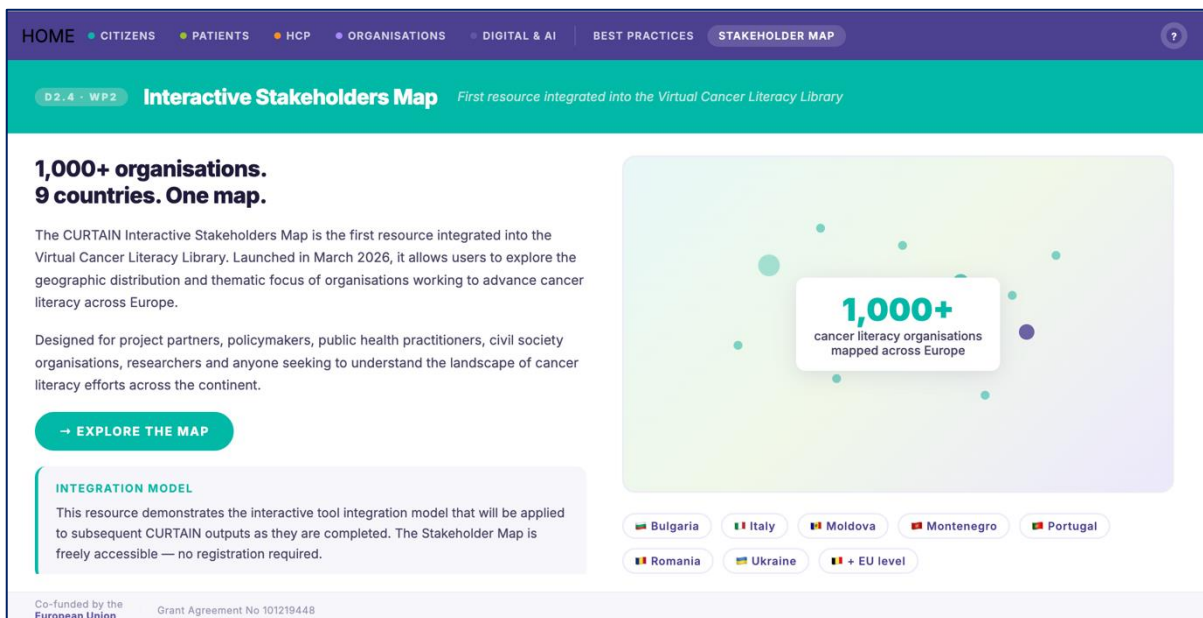 HOME CITIZENS PATIENTS HCP ORGANISATIONS DIGITAL & AI BEST PRACTICES STAKEHOLDER MAP ?
D2.4 · WP2 Interactive Stakeholders Map First resource integrated into the Virtual Cancer Literacy Library
1,000+ organisations.
9 countries. One map.
The CURTAIN Interactive Stakeholders Map is the first resource integrated into the
Virtual Cancer Literacy Library. Launched in March 2026, it allows users to explore the
geographic distribution and thematic focus of organisations working to advance cancer
literacy across Europe.
Designed for project partners, policymakers, public health practitioners, civil society
organisations, researchers and anyone seeking to understand the landscape of cancer
literacy efforts across the continent.
→ EXPLORE THE MAP
INTEGRATION MODEL
This resource demonstrates the interactive tool integration model that will be applied
to subsequent CURTAIN outputs as they are completed. The Stakeholder Map is
freely accessible — no registration required.
1,000+
cancer literacy organisations
mapped across Europe
Bulgaria Italy Moldova Montenegro Portugal
Romania Ukraine + EU level
Co-funded by the
European Union
Grant Agreement No 101219448